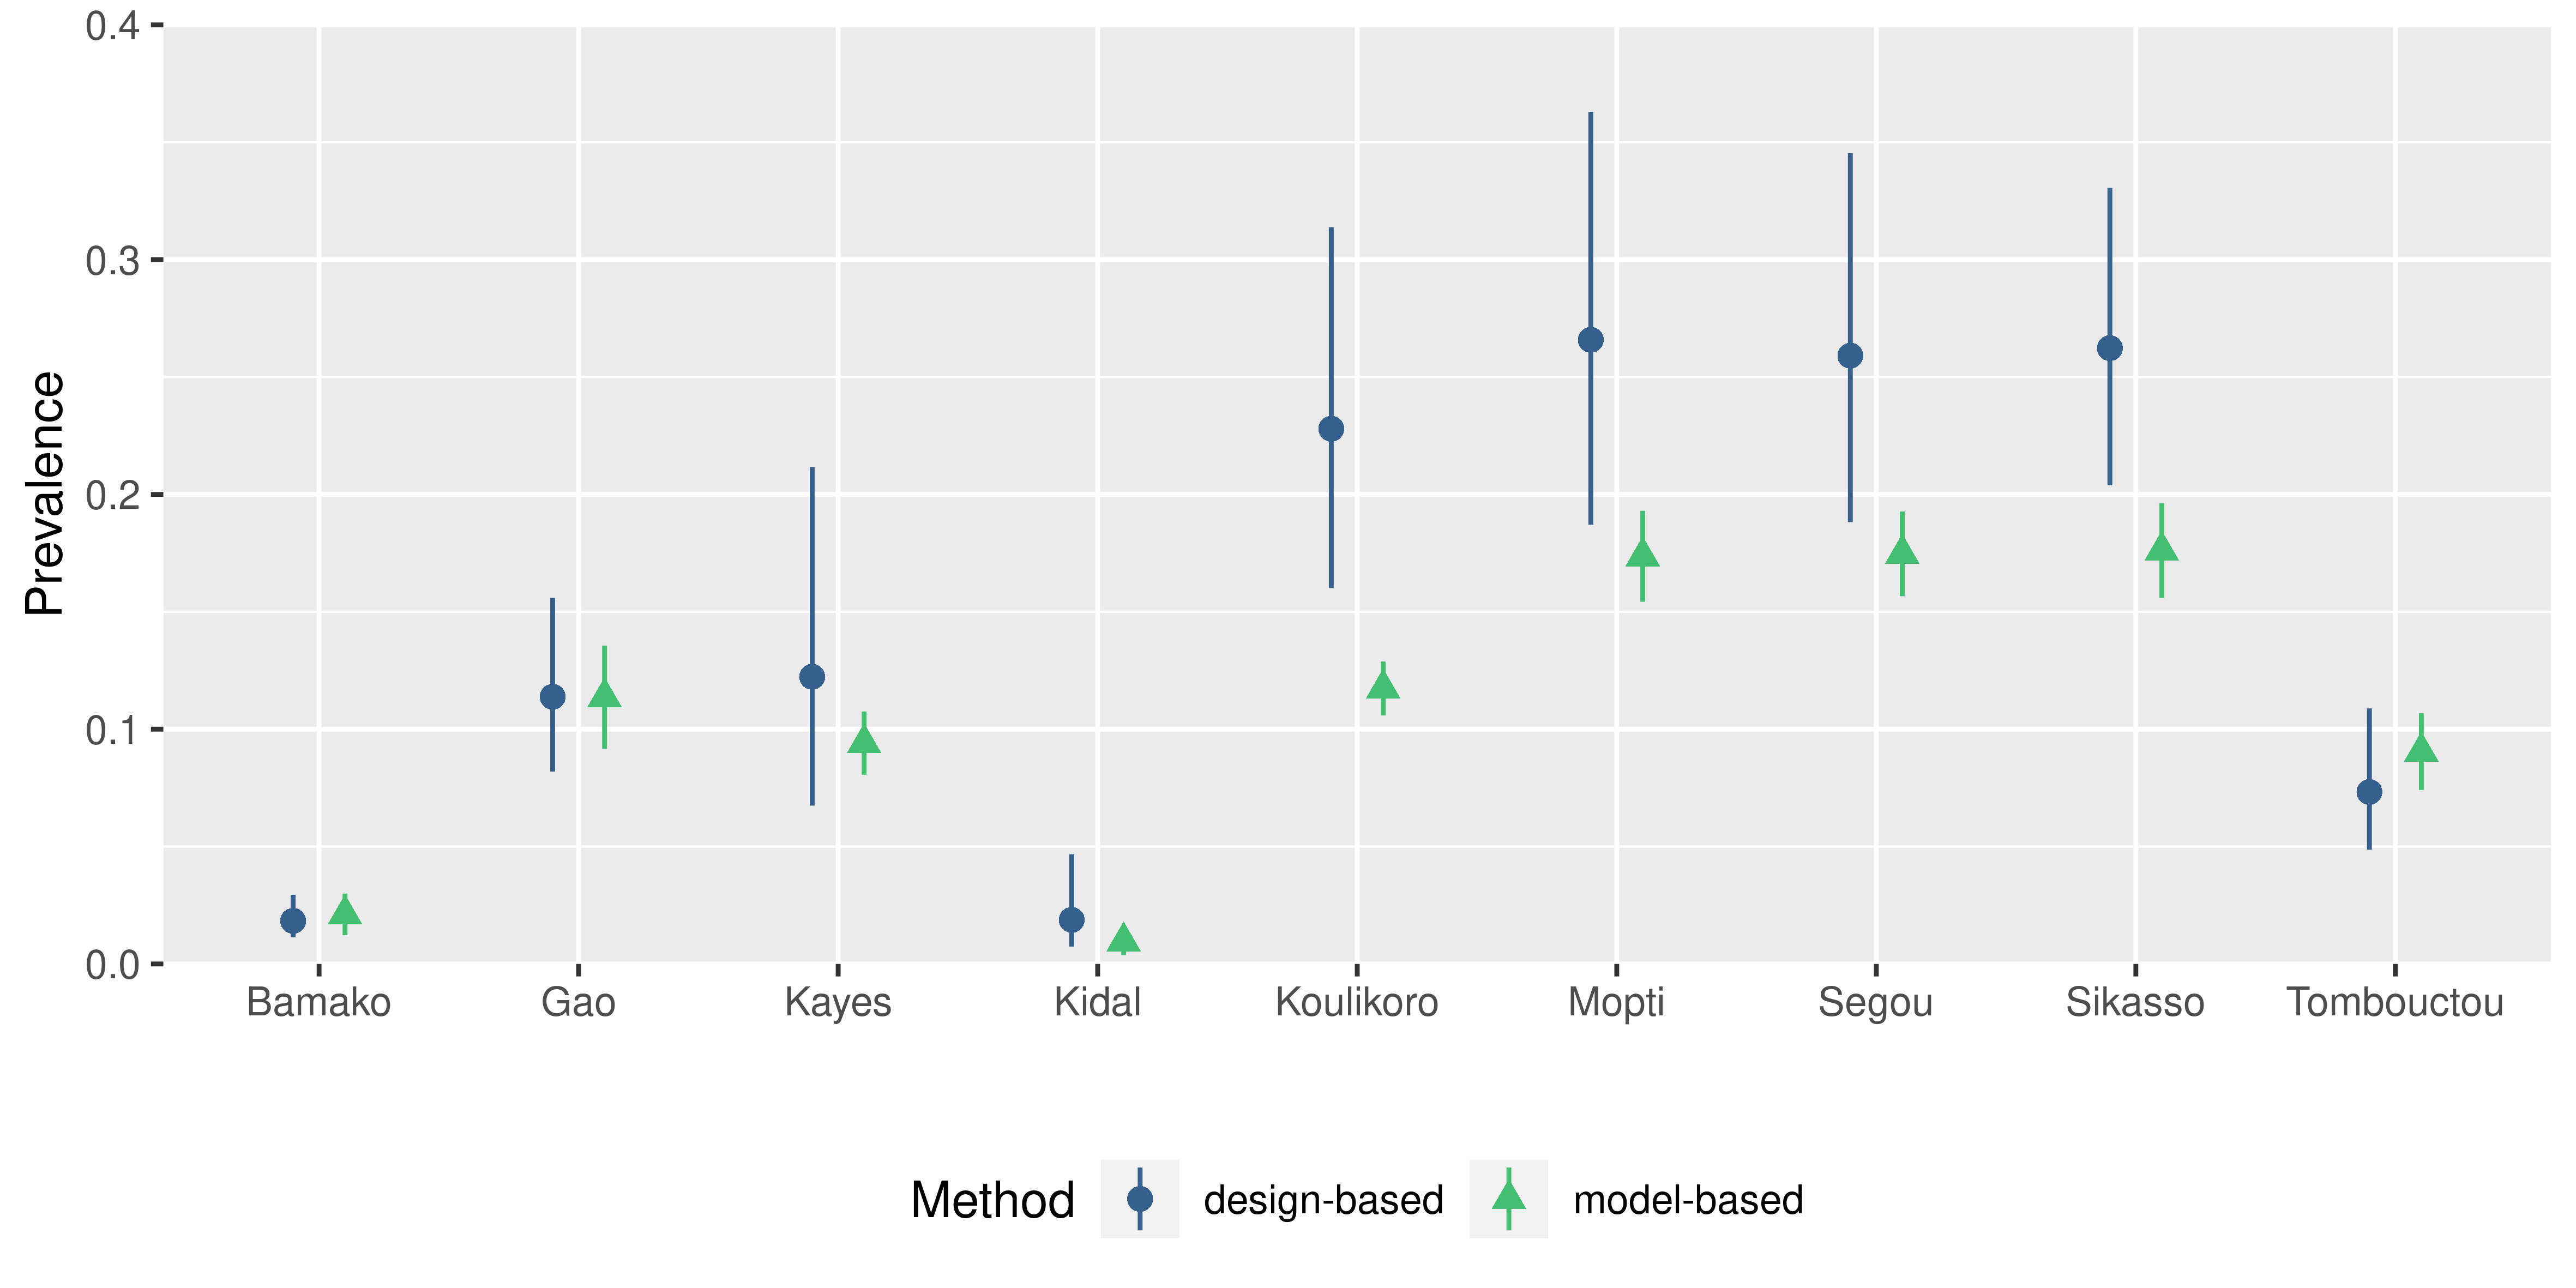 0.4
0.3
0.2
0.1
0.0
Prevalence
Bamako Gao Kayes Kidal Koulikoro Mopti Segou Sikasso Tombouctou
Method design-based model-based